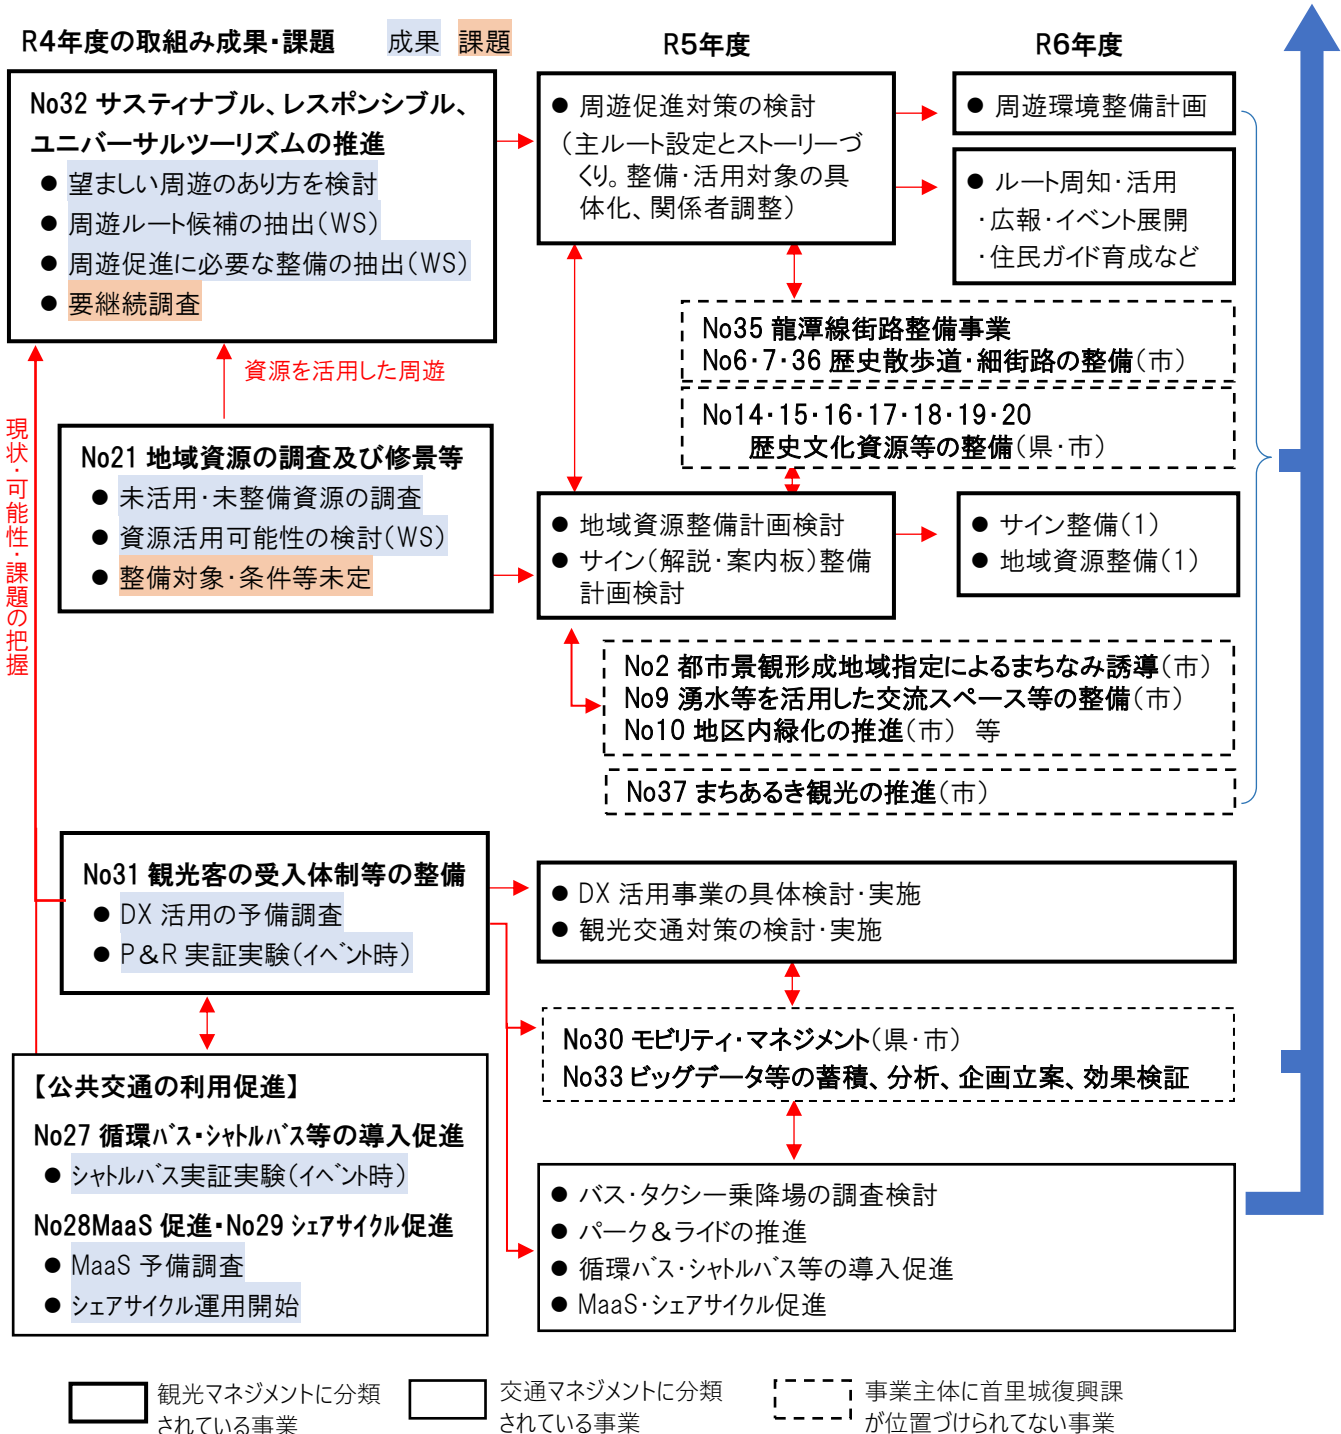 R4年度の取組み成果・課題 成果 課題
R5年度
R6年度
No32 サスティナブル、レスポンシブル、
ユニバーサルツーリズムの推進
● 望ましい周遊のあり方を検討
● 周遊ルート候補の抽出(WS)
● 周遊促進に必要な整備の抽出(WS)
● 要継続調査
● 周遊促進対策の検討
（主ルート設定とストーリーづ
くり。整備・活用対象の具
体化、関係者調整）
● 周遊環境整備計画
● ルート周知・活用
・広報・イベント展開
・住民ガイド育成など
No35 龍潭線街路整備事業
No6・7・36 歴史散歩道・細街路の整備(市)
資源を活用した周遊
No14・15・16・17・18・19・20
歴史文化資源等の整備(県・市)
現状・可能性・課題の把握
No21 地域資源の調査及び修景等
● 未活用・未整備資源の調査
● 資源活用可能性の検討(WS)
● 整備対象・条件等未定
● 地域資源整備計画検討
● サイン(解説・案内板)整備
計画検討
● サイン整備(1)
● 地域資源整備(1)
No2 都市景観形成地域指定によるまちなみ誘導(市)
No9 湧水等を活用した交流スペース等の整備(市)
No10 地区内緑化の推進(市) 等
No37 まちあるき観光の推進(市)
No31 観光客の受入体制等の整備
● DX 活用の予備調査
● P&R 実証実験(ｲﾍﾞﾝﾄ時)
● DX 活用事業の具体検討・実施
● 観光交通対策の検討・実施
No30 モビリティ・マネジメント(県・市)
No33 ビッグデータ等の蓄積、分析、企画立案、効果検証
【公共交通の利用促進】
No27 循環ﾊﾞｽ・ｼｬﾄﾙﾊﾞｽ等の導入促進
● ｼｬﾄﾙﾊﾞｽ実証実験(ｲﾍﾞﾝﾄ時)
No28MaaS 促進・No29 ｼｪｱｻｲｸﾙ促進
● MaaS 予備調査
● ｼｪｱｻｲｸﾙ運用開始
● バス・タクシー乗降場の調査検討
● パーク&ライドの推進
● 循環ﾊﾞｽ・ｼｬﾄﾙﾊﾞｽ等の導入促進
● MaaS・ｼｪｱｻｲｸﾙ促進
観光マネジメントに分類
されている事業
交通マネジメントに分類
されている事業
事業主体に首里城復興課
が位置づけられてない事業